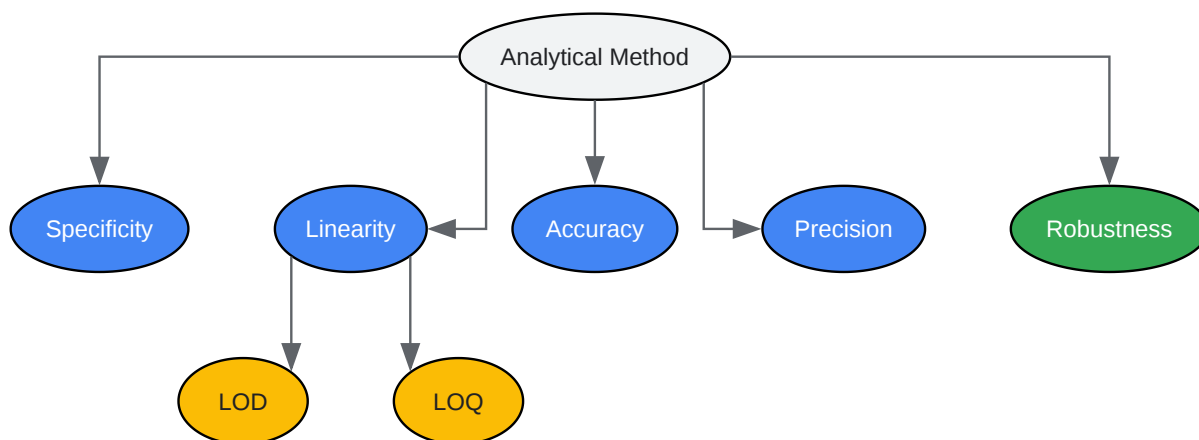 Analytical Method
Specificity
Linearity
Accuracy
Precision
Robustness
LOD
LOQ